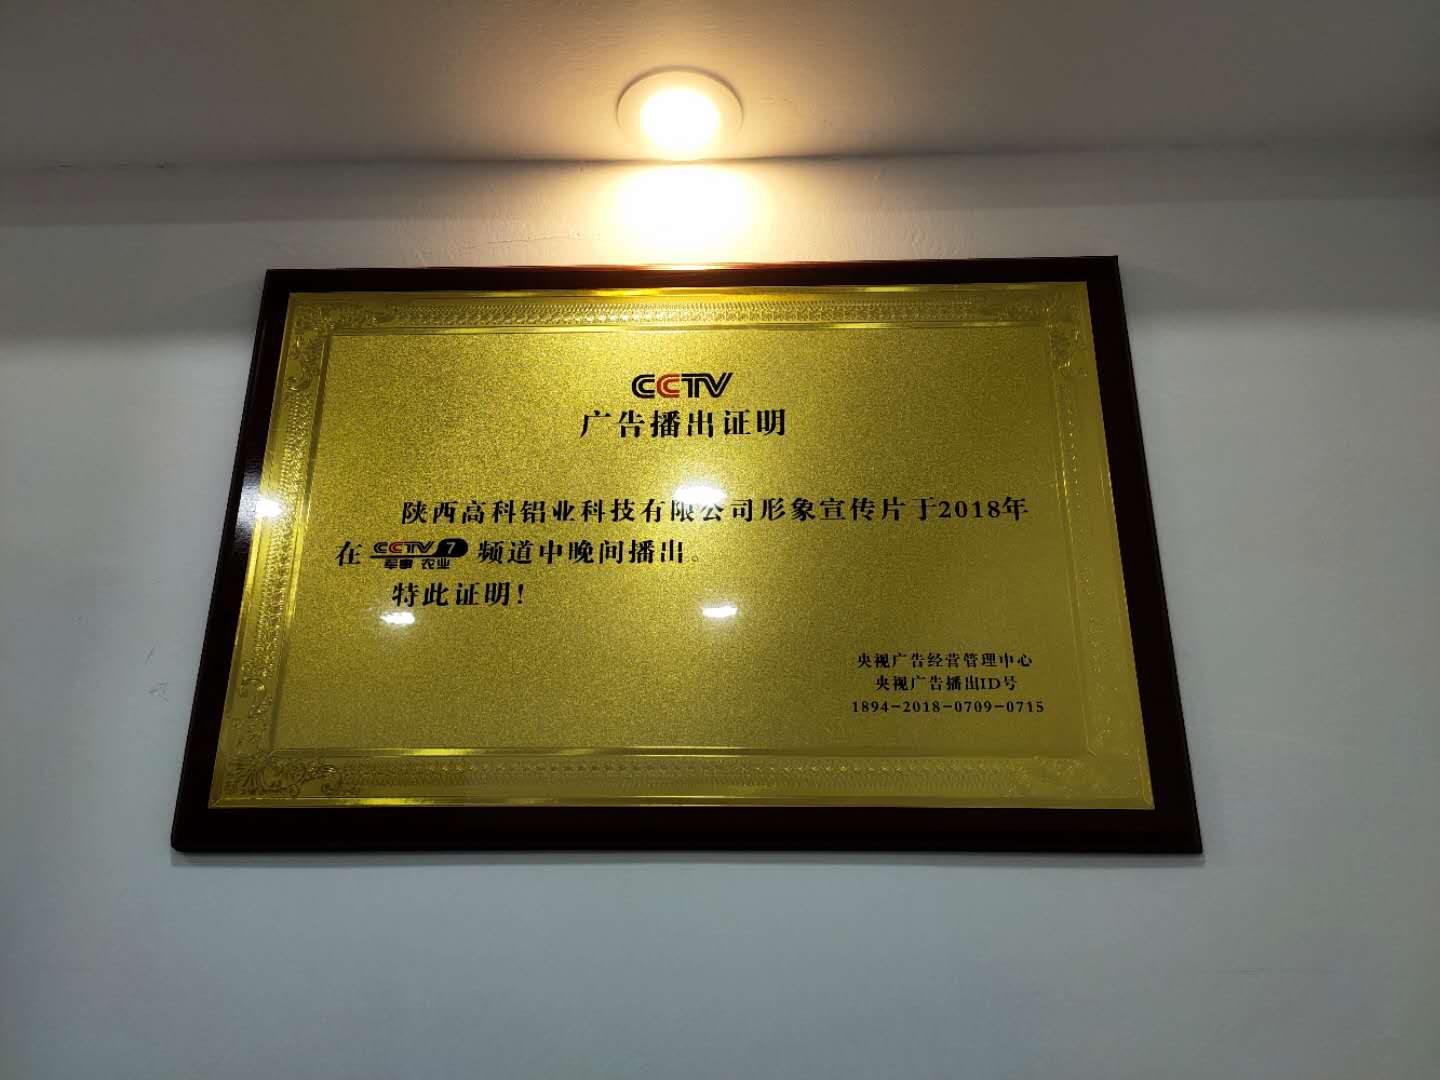 CCTV
广告播出证明
陕西高科铝业科技有限公司形象宣传片于2018年
在 CCTV 7 军事 农业 频道中晚间播出。
特此证明！
央视广告经营管理中心
央视广告播出ID号
1894-2018-0709-0715